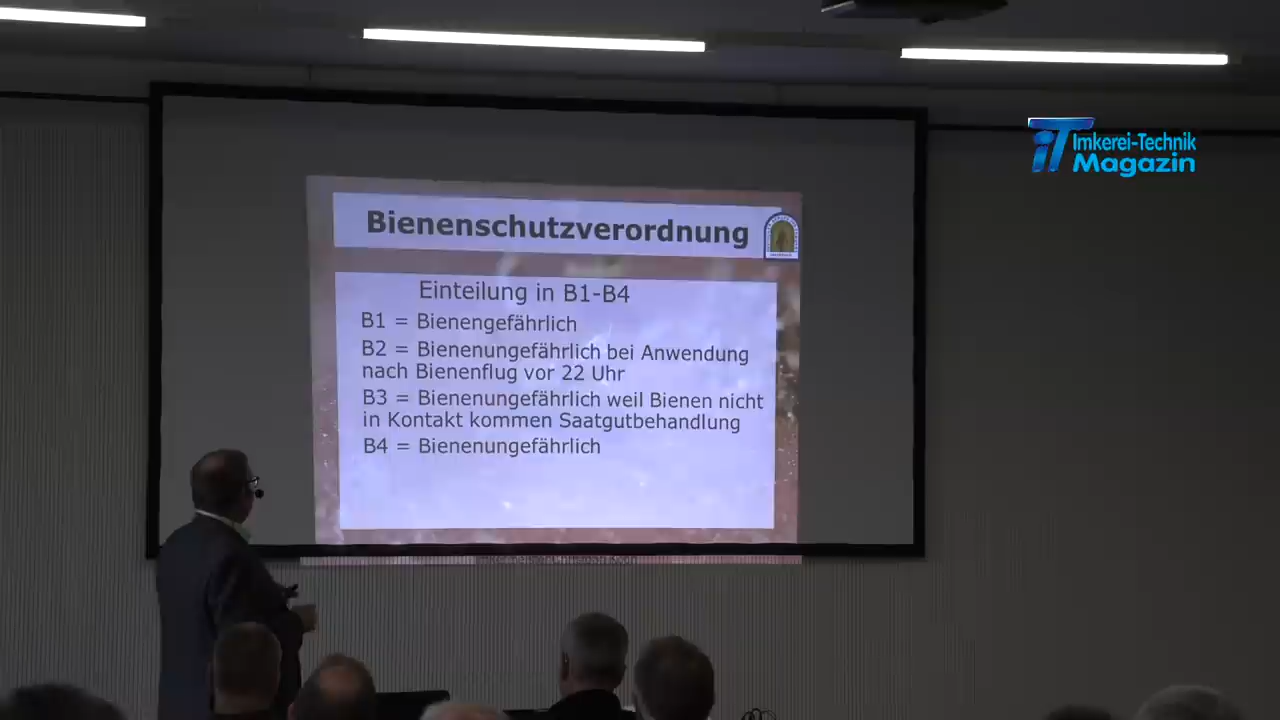 Imkerei-Technik
Magazin
Bienenschutzverordnung
Einteilung in B1-B4
B1 = Bienengefährlich
B2 = Bienenungefährlich bei Anwendung
nach Bienenflug vor 22 Uhr
B3 = Bienenungefährlich weil Bienen nicht
in Kontakt kommen Saatgutbehandlung
B4 = Bienenungefährlich